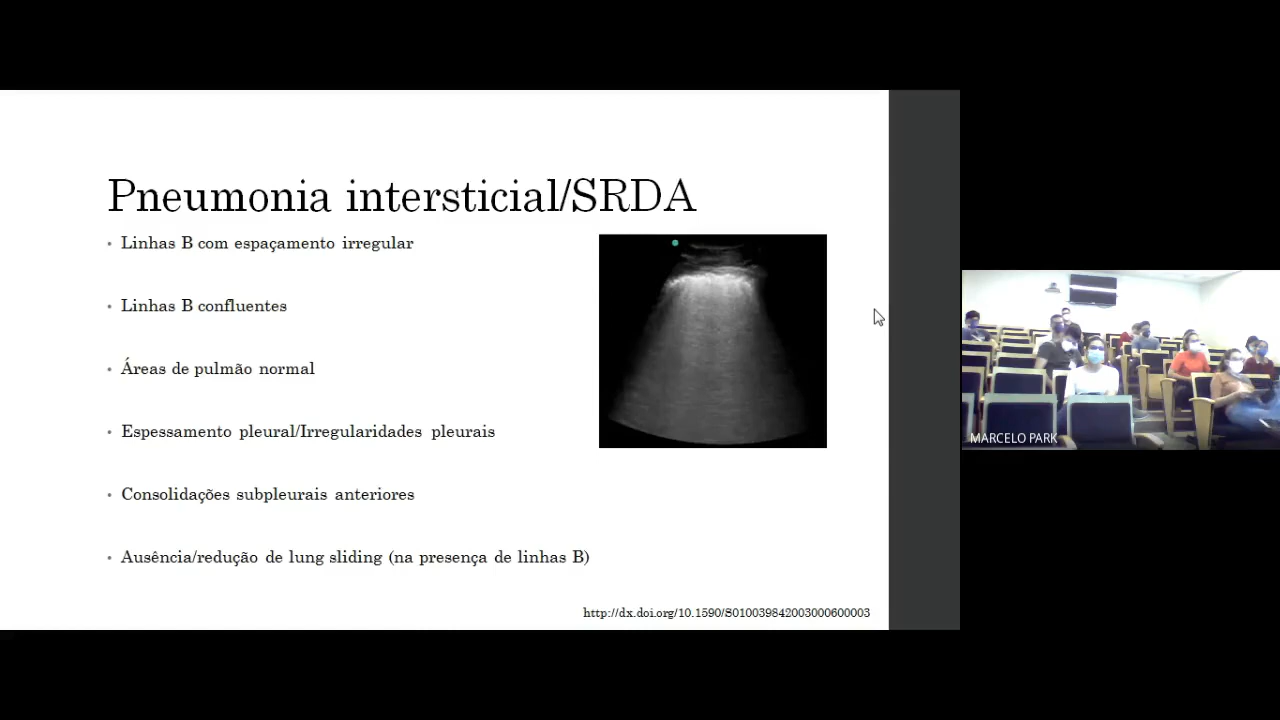 Pneumonia intersticial/SRDA
• Linhas B com espaçamento irregular
• Linhas B confluentes
• Áreas de pulmão normal
• Espessamento pleural/Irregularidades pleurais
• Consolidações subpleurais anteriores
• Ausência/redução de lung sliding (na presença de linhas B)
http://dx.doi.org/10.1590/S010039842003000600003
MARCELO PARK